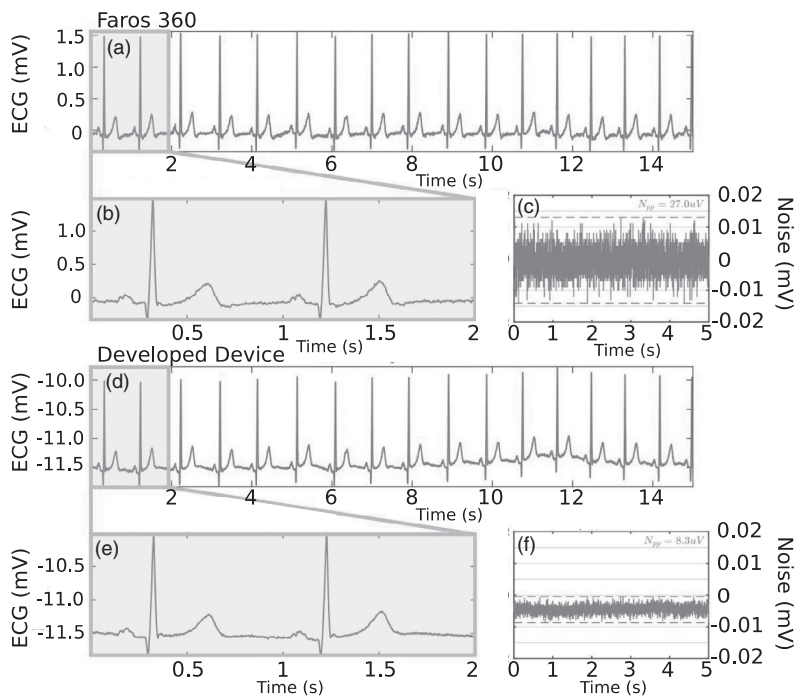 Faros 360
(a)
ECG (mV)
1.5
1.0
0.5
0
2 4 6 8 10 12 14
Time (s)
(b)
ECG (mV)
1.0
0.5
0
0.5 1 1.5 2
Time (s)
(c)
N_pp = 27.0uV
0.02
0.01
0
-0.01
-0.02
Noise (mV)
0 1 2 3 4 5
Time (s)
Developed Device
(d)
ECG (mV)
-10.0
-10.5
-11.0
-11.5
2 4 6 8 10 12 14
Time (s)
(e)
ECG (mV)
-10.5
-11.0
-11.5
0.5 1 1.5 2
Time (s)
(f)
N_pp = 8.3uV
0.02
0.01
0
-0.01
-0.02
Noise (mV)
0 1 2 3 4 5
Time (s)